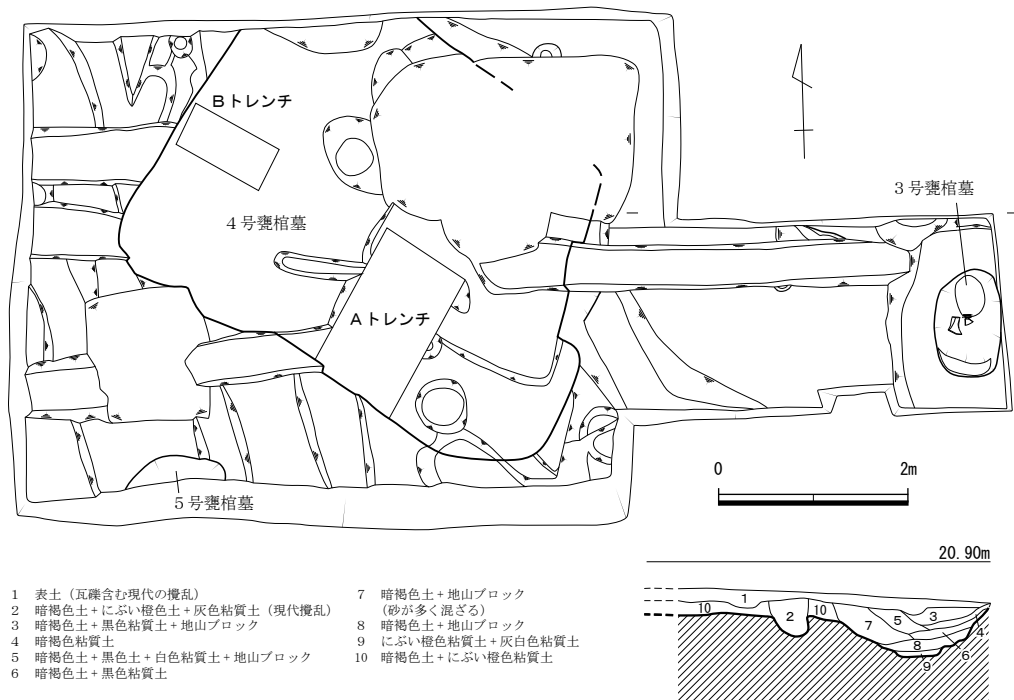 Bトレンチ
3号甕棺墓
4号甕棺墓
Aトレンチ
5号甕棺墓
0 2m
20.90m
1 表土（瓦礫含む現代の攪乱）
2 暗褐色土+にぶい橙色土+灰色粘質土（現代攪乱）
3 暗褐色土+黒色粘質土+地山ブロック
4 暗褐粘質土
5 暗褐色土+黒色土+白色粘質土+地山ブロック
6 暗褐色土+黒色粘質土
7 暗褐色土+地山ブロック
（砂が多く混ざる）
8 暗褐色土+地山ブロック
9 にぶい橙色粘質土+灰白色粘質土
10 暗褐色土+にぶい橙色粘質土
10 1 2 10 7 5 3 4 8 6 9